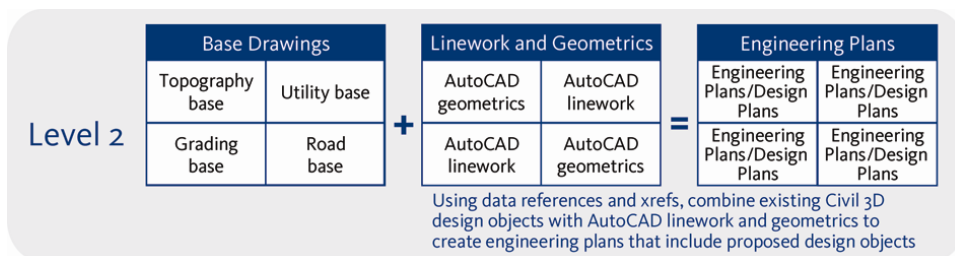 Level 2
Base Drawings
Topography
base
Utility base
Grading
base
Road
base
+
Linework and Geometrics
AutoCAD
geometrics
AutoCAD
linework
AutoCAD
linework
AutoCAD
geometrics
=
Engineering Plans
Engineering
Plans/Design
Plans
Engineering
Plans/Design
Plans
Engineering
Plans/Design
Plans
Engineering
Plans/Design
Plans
Using data references and xrefs, combine existing Civil 3D
design objects with AutoCAD linework and geometrics to
create engineering plans that include proposed design objects